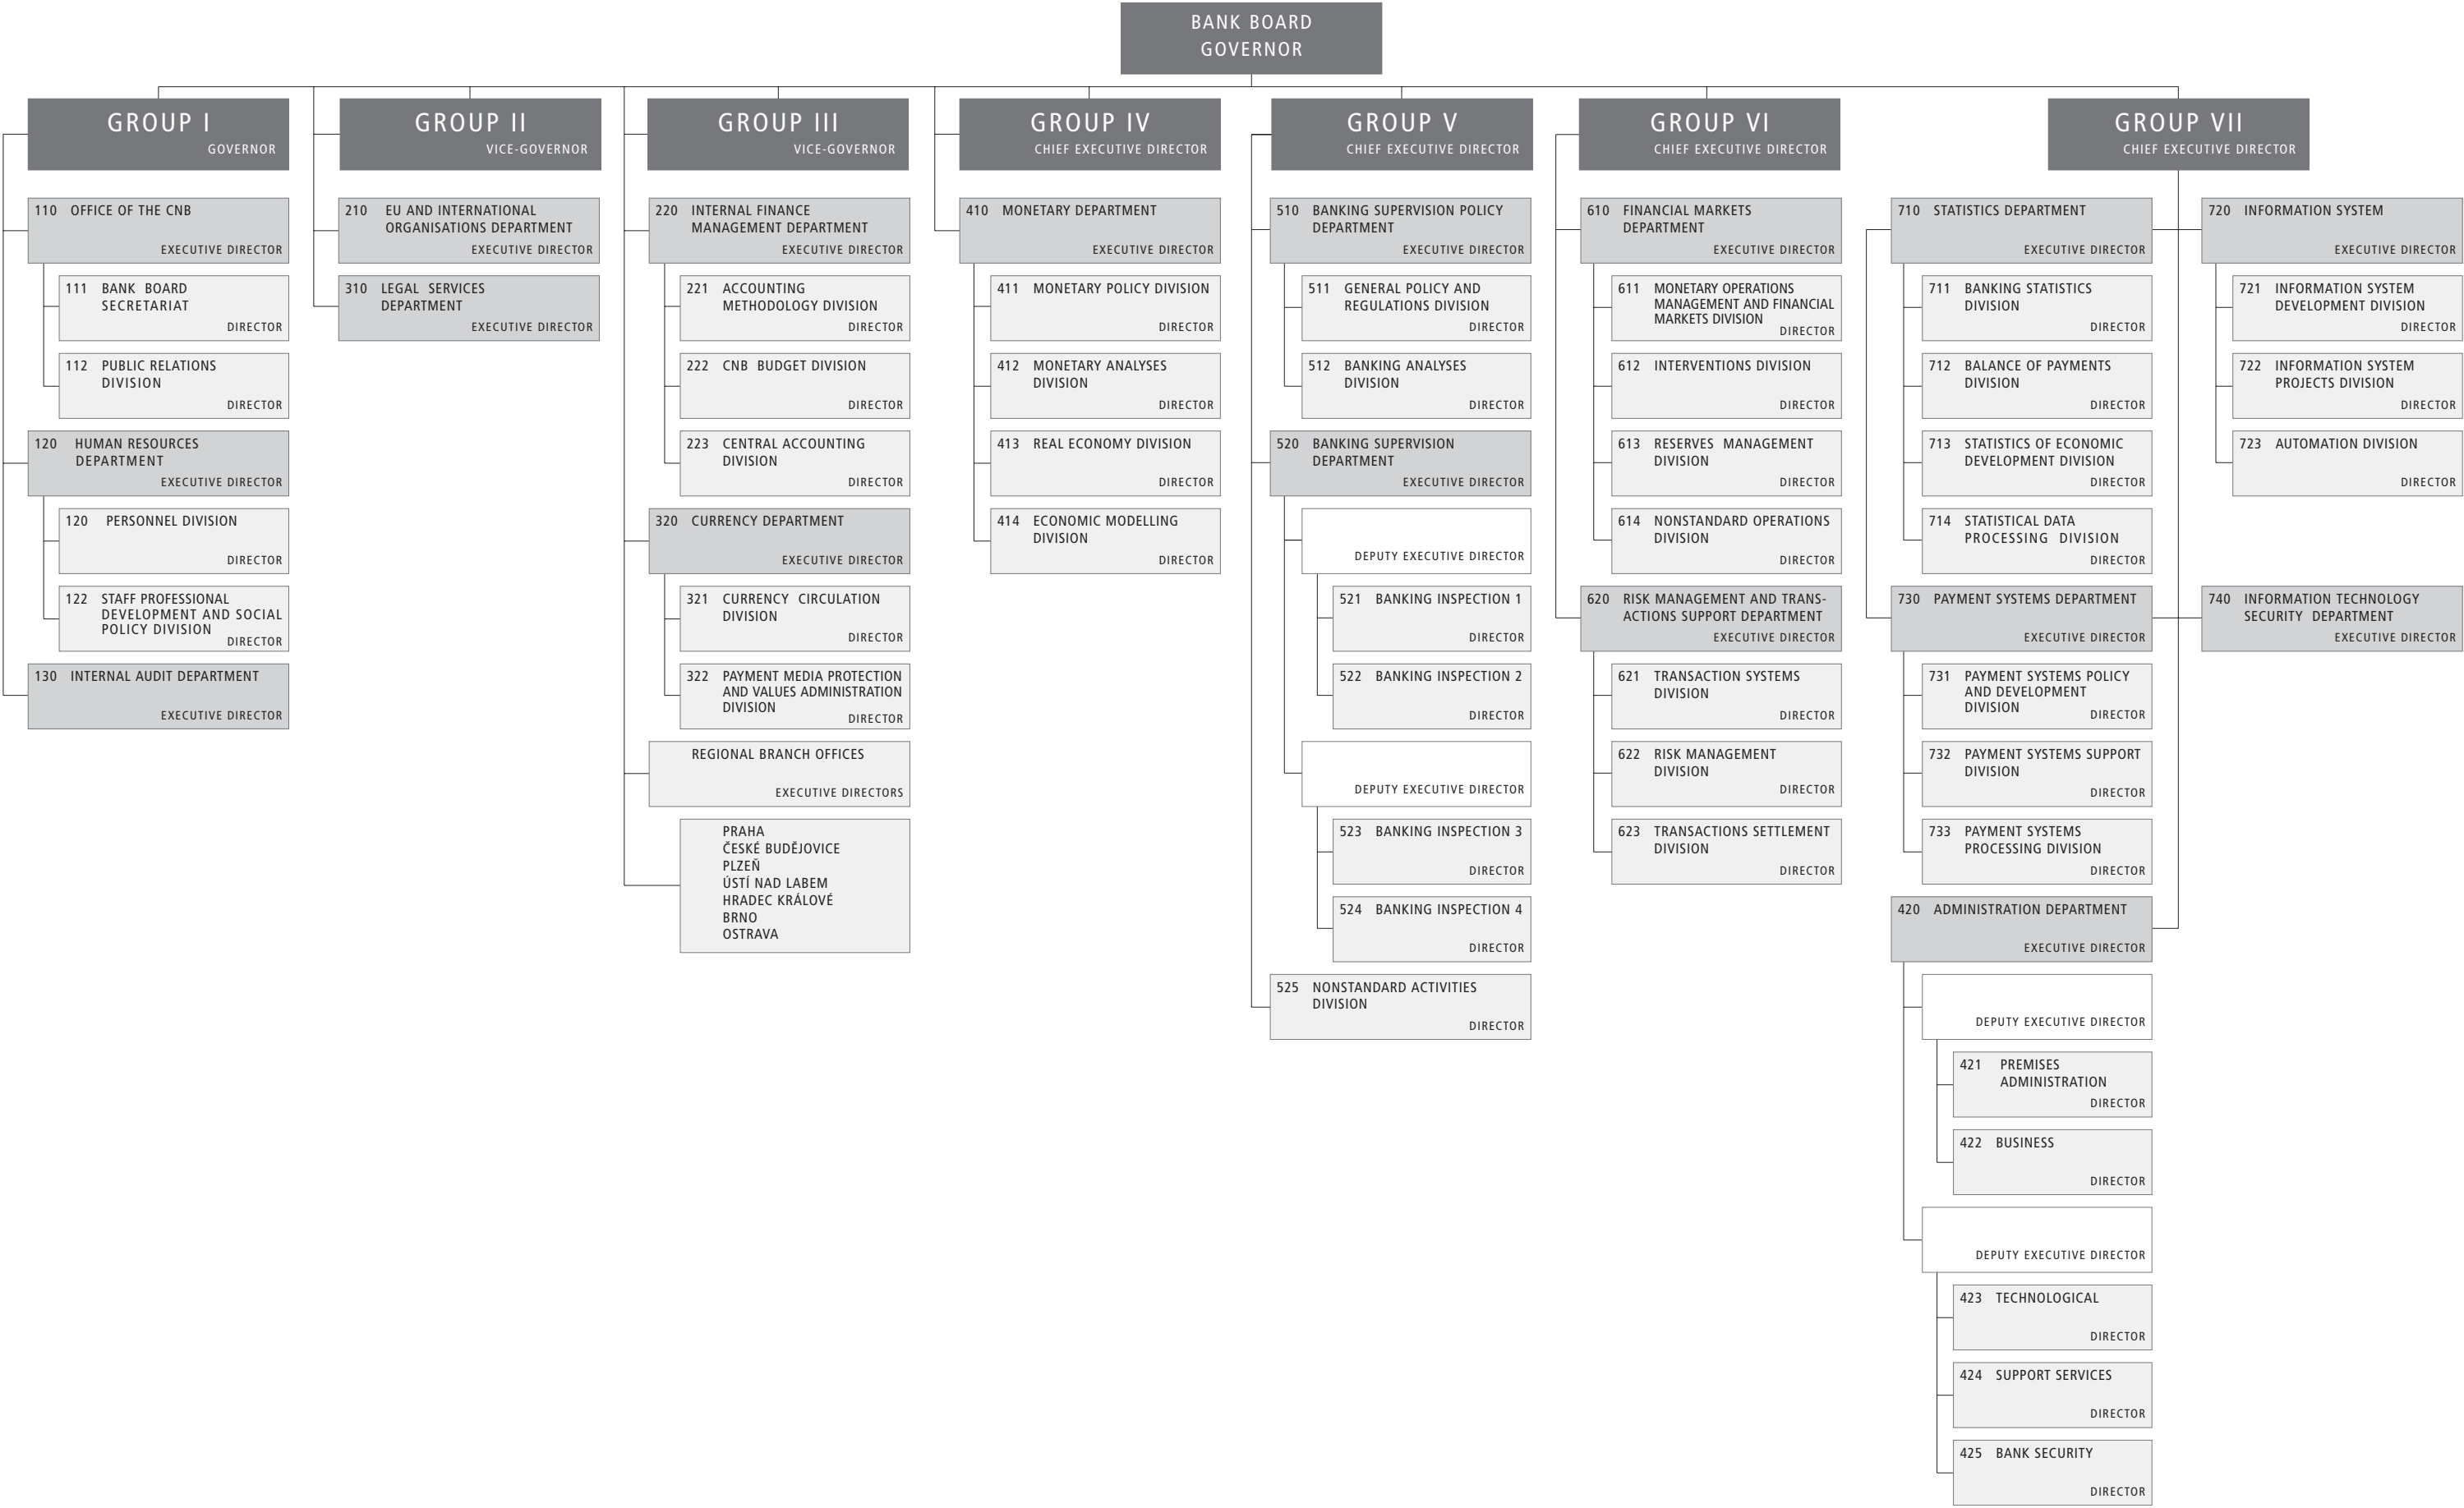 BANK BOARD
GOVERNOR
GROUP I
GOVERNOR
110 OFFICE OF THE CNB
EXECUTIVE DIRECTOR
111 BANK BOARD
SECRETARIAT
DIRECTOR
112 PUBLIC RELATIONS
DIVISION
DIRECTOR
120 HUMAN RESOURCES
DEPARTMENT
EXECUTIVE DIRECTOR
120 PERSONNEL DIVISION
DIRECTOR
122 STAFF PROFESSIONAL
DEVELOPMENT AND SOCIAL
POLICY DIVISION
DIRECTOR
130 INTERNAL AUDIT DEPARTMENT
EXECUTIVE DIRECTOR
GROUP II
VICE-GOVERNOR
210 EU AND INTERNATIONAL
ORGANISATIONS DEPARTMENT
EXECUTIVE DIRECTOR
310 LEGAL SERVICES
DEPARTMENT
EXECUTIVE DIRECTOR
GROUP III
VICE-GOVERNOR
220 INTERNAL FINANCE
MANAGEMENT DEPARTMENT
EXECUTIVE DIRECTOR
221 ACCOUNTING
METHODOLOGY DIVISION
DIRECTOR
222 CNB BUDGET DIVISION
DIRECTOR
223 CENTRAL ACCOUNTING
DIVISION
DIRECTOR
320 CURRENCY DEPARTMENT
EXECUTIVE DIRECTOR
321 CURRENCY CIRCULATION
DIVISION
DIRECTOR
322 PAYMENT MEDIA PROTECTION
AND VALUES ADMINISTRATION
DIVISION
DIRECTOR
REGIONAL BRANCH OFFICES
EXECUTIVE DIRECTORS
PRAHA
ČESKÉ BUDĚJOVICE
PLZEŇ
ÚSTÍ NAD LABEM
HRADEC KRÁLOVÉ
BRNO
OSTRAVA
GROUP IV
CHIEF EXECUTIVE DIRECTOR
410 MONETARY DEPARTMENT
EXECUTIVE DIRECTOR
411 MONETARY POLICY DIVISION
DIRECTOR
412 MONETARY ANALYSES
DIVISION
DIRECTOR
413 REAL ECONOMY DIVISION
DIRECTOR
414 ECONOMIC MODELLING
DIVISION
DIRECTOR
GROUP V
CHIEF EXECUTIVE DIRECTOR
510 BANKING SUPERVISION POLICY
DEPARTMENT
EXECUTIVE DIRECTOR
511 GENERAL POLICY AND
REGULATIONS DIVISION
DIRECTOR
512 BANKING ANALYSES
DIVISION
DIRECTOR
520 BANKING SUPERVISION
DEPARTMENT
EXECUTIVE DIRECTOR
DEPUTY EXECUTIVE DIRECTOR
521 BANKING INSPECTION 1
DIRECTOR
522 BANKING INSPECTION 2
DIRECTOR
DEPUTY EXECUTIVE DIRECTOR
523 BANKING INSPECTION 3
DIRECTOR
524 BANKING INSPECTION 4
DIRECTOR
525 NONSTANDARD ACTIVITIES
DIVISION
DIRECTOR
GROUP VI
CHIEF EXECUTIVE DIRECTOR
610 FINANCIAL MARKETS
DEPARTMENT
EXECUTIVE DIRECTOR
611 MONETARY OPERATIONS
MANAGEMENT AND FINANCIAL
MARKETS DIVISION
DIRECTOR
612 INTERVENTIONS DIVISION
DIRECTOR
613 RESERVES MANAGEMENT
DIVISION
DIRECTOR
614 NONSTANDARD OPERATIONS
DIVISION
DIRECTOR
620 RISK MANAGEMENT AND TRANS-
ACTIONS SUPPORT DEPARTMENT
EXECUTIVE DIRECTOR
621 TRANSACTION SYSTEMS
DIVISION
DIRECTOR
622 RISK MANAGEMENT
DIVISION
DIRECTOR
623 TRANSACTIONS SETTLEMENT
DIVISION
DIRECTOR
GROUP VII
CHIEF EXECUTIVE DIRECTOR
710 STATISTICS DEPARTMENT
EXECUTIVE DIRECTOR
711 BANKING STATISTICS
DIVISION
DIRECTOR
712 BALANCE OF PAYMENTS
DIVISION
DIRECTOR
713 STATISTICS OF ECONOMIC
DEVELOPMENT DIVISION
DIRECTOR
714 STATISTICAL DATA
PROCESSING DIVISION
DIRECTOR
730 PAYMENT SYSTEMS DEPARTMENT
EXECUTIVE DIRECTOR
731 PAYMENT SYSTEMS POLICY
AND DEVELOPMENT
DIVISION
DIRECTOR
732 PAYMENT SYSTEMS SUPPORT
DIVISION
DIRECTOR
733 PAYMENT SYSTEMS
PROCESSING DIVISION
DIRECTOR
420 ADMINISTRATION DEPARTMENT
EXECUTIVE DIRECTOR
DEPUTY EXECUTIVE DIRECTOR
421 PREMISES
ADMINISTRATION
DIRECTOR
422 BUSINESS
DIRECTOR
DEPUTY EXECUTIVE DIRECTOR
423 TECHNOLOGICAL
DIRECTOR
424 SUPPORT SERVICES
DIRECTOR
425 BANK SECURITY
DIRECTOR
720 INFORMATION SYSTEM
EXECUTIVE DIRECTOR
721 INFORMATION SYSTEM
DEVELOPMENT DIVISION
DIRECTOR
722 INFORMATION SYSTEM
PROJECTS DIVISION
DIRECTOR
723 AUTOMATION DIVISION
DIRECTOR
740 INFORMATION TECHNOLOGY
SECURITY DEPARTMENT
EXECUTIVE DIRECTOR